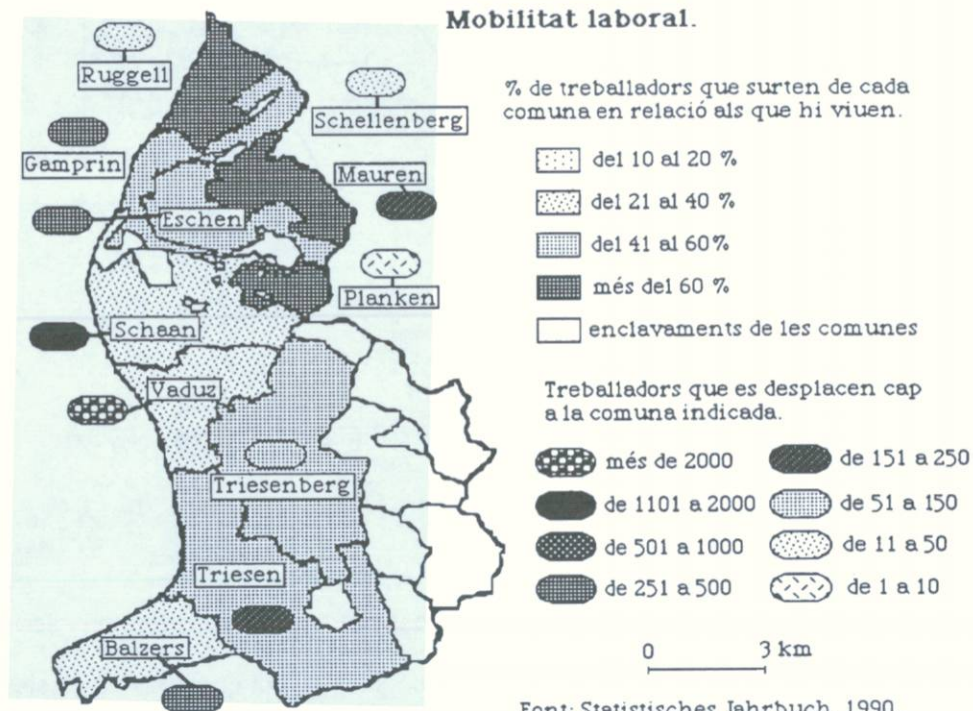 Mobilitat laboral.
Ruggell
Schellenberg
Gamprin
Mauren
Eschen
Planken
Schaan
Vaduz
Triesenberg
Triesen
Balzers
% de treballadors que surten de cada
comuna en relació als que hi viuen.
del 10 al 20 %
del 21 al 40 %
del 41 al 60%
més del 60 %
enclavaments de les comunes
Treballadors que es desplacen cap
a la comuna indicada.
més de 2000
de 1101 a 2000
de 501 a 1000
de 251 a 500
de 151 a 250
de 51 a 150
de 11 a 50
de 1 a 10
0 3 km
Font: Statistisches Jahrbuch, 1990